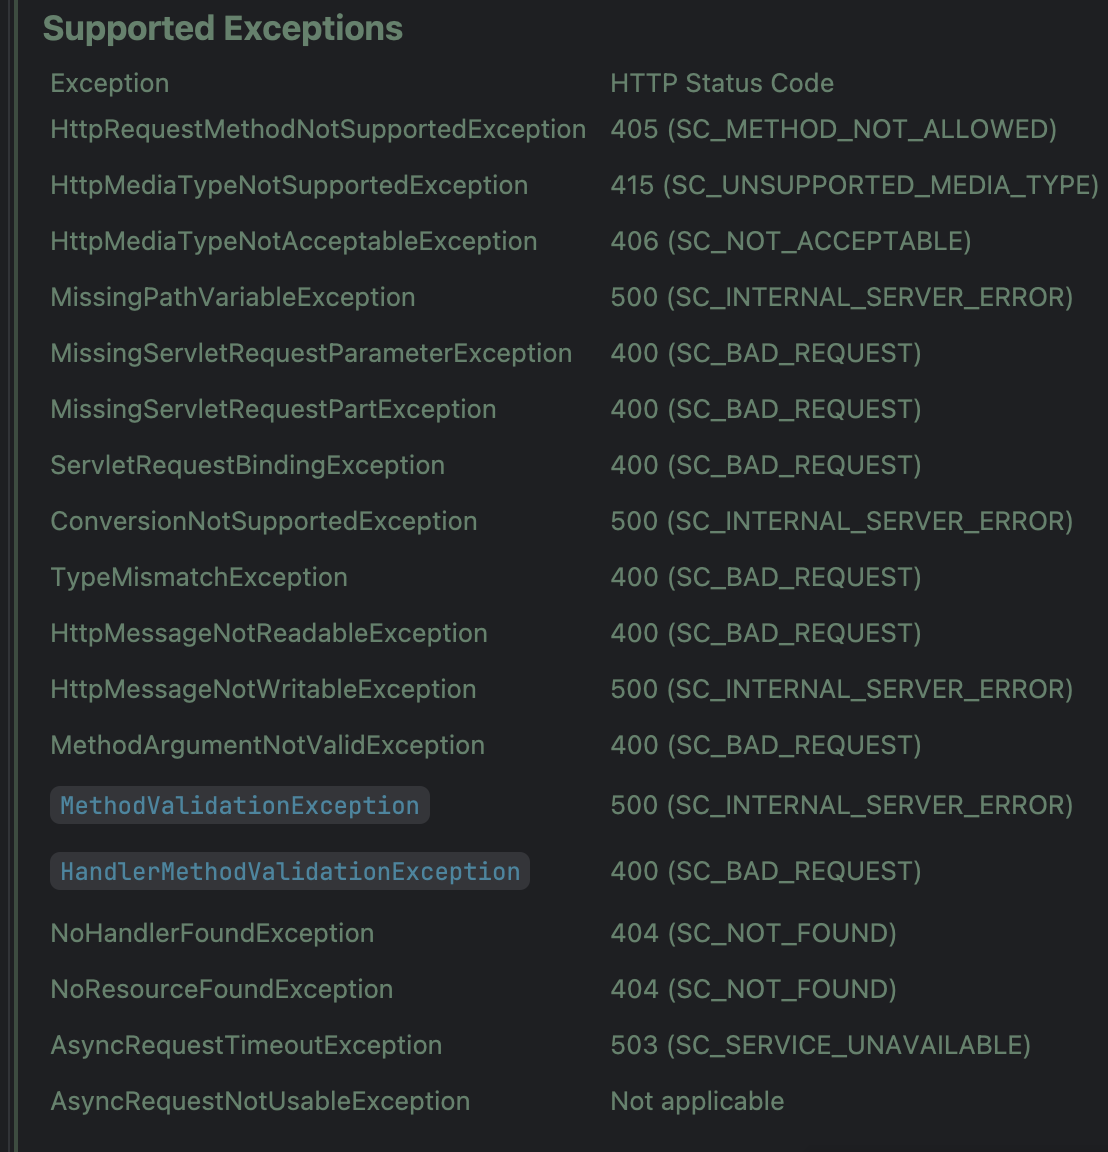 Supported Exceptions
Exception HTTP Status Code
HttpRequestMethodNotSupportedException 405 (SC_METHOD_NOT_ALLOWED)
HttpMediaTypeNotSupportedException 415 (SC_UNSUPPORTED_MEDIA_TYPE)
HttpMediaTypeNotAcceptableException 406 (SC_NOT_ACCEPTABLE)
MissingPathVariableException 500 (SC_INTERNAL_SERVER_ERROR)
MissingServletRequestParameterException 400 (SC_BAD_REQUEST)
MissingServletRequestPartException 400 (SC_BAD_REQUEST)
ServletRequestBindingException 400 (SC_BAD_REQUEST)
ConversionNotSupportedException 500 (SC_INTERNAL_SERVER_ERROR)
TypeMismatchException 400 (SC_BAD_REQUEST)
HttpMessageNotReadableException 400 (SC_BAD_REQUEST)
HttpMessageNotWritableException 500 (SC_INTERNAL_SERVER_ERROR)
MethodArgumentNotValidException 400 (SC_BAD_REQUEST)
MethodValidationException 500 (SC_INTERNAL_SERVER_ERROR)
HandlerMethodValidationException 400 (SC_BAD_REQUEST)
NoHandlerFoundException 404 (SC_NOT_FOUND)
NoResourceFoundException 404 (SC_NOT_FOUND)
AsyncRequestTimeoutException 503 (SC_SERVICE_UNAVAILABLE)
AsyncRequestNotUsableException Not applicable